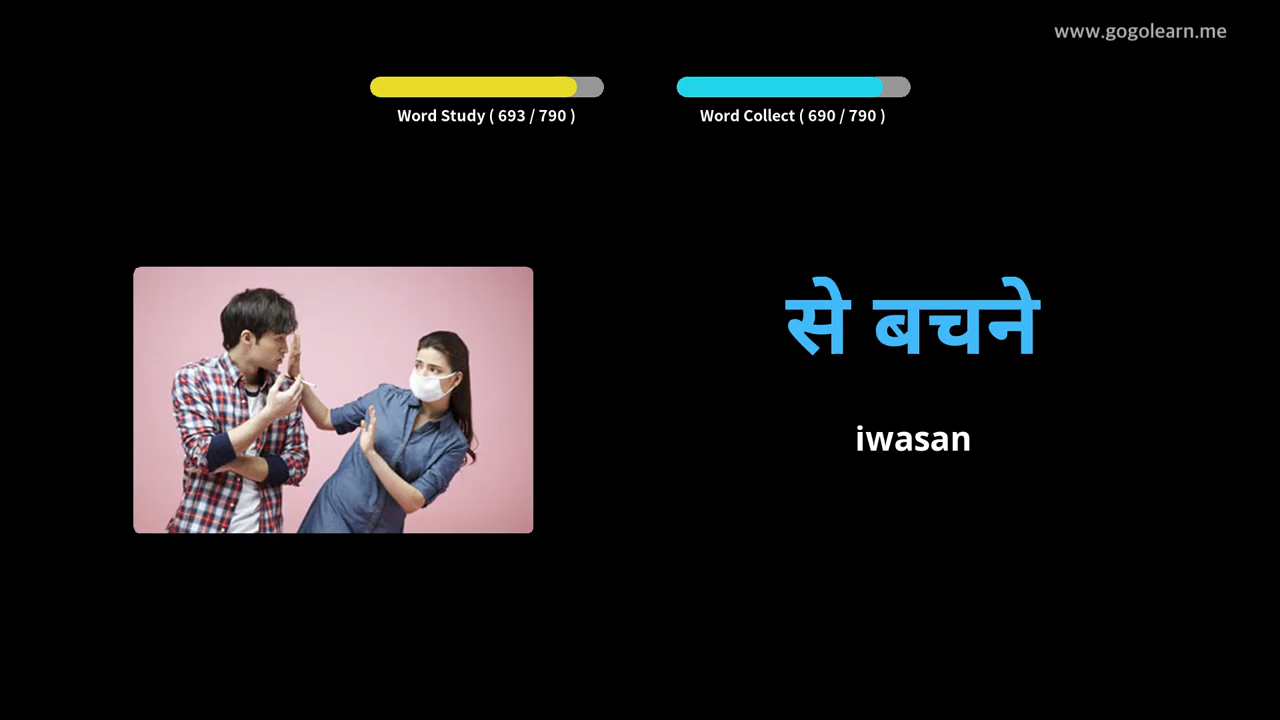 www.gogolearn.me
Word Study ( 693 / 790 )
Word Collect ( 690 / 790 )
से बचने
iwasan